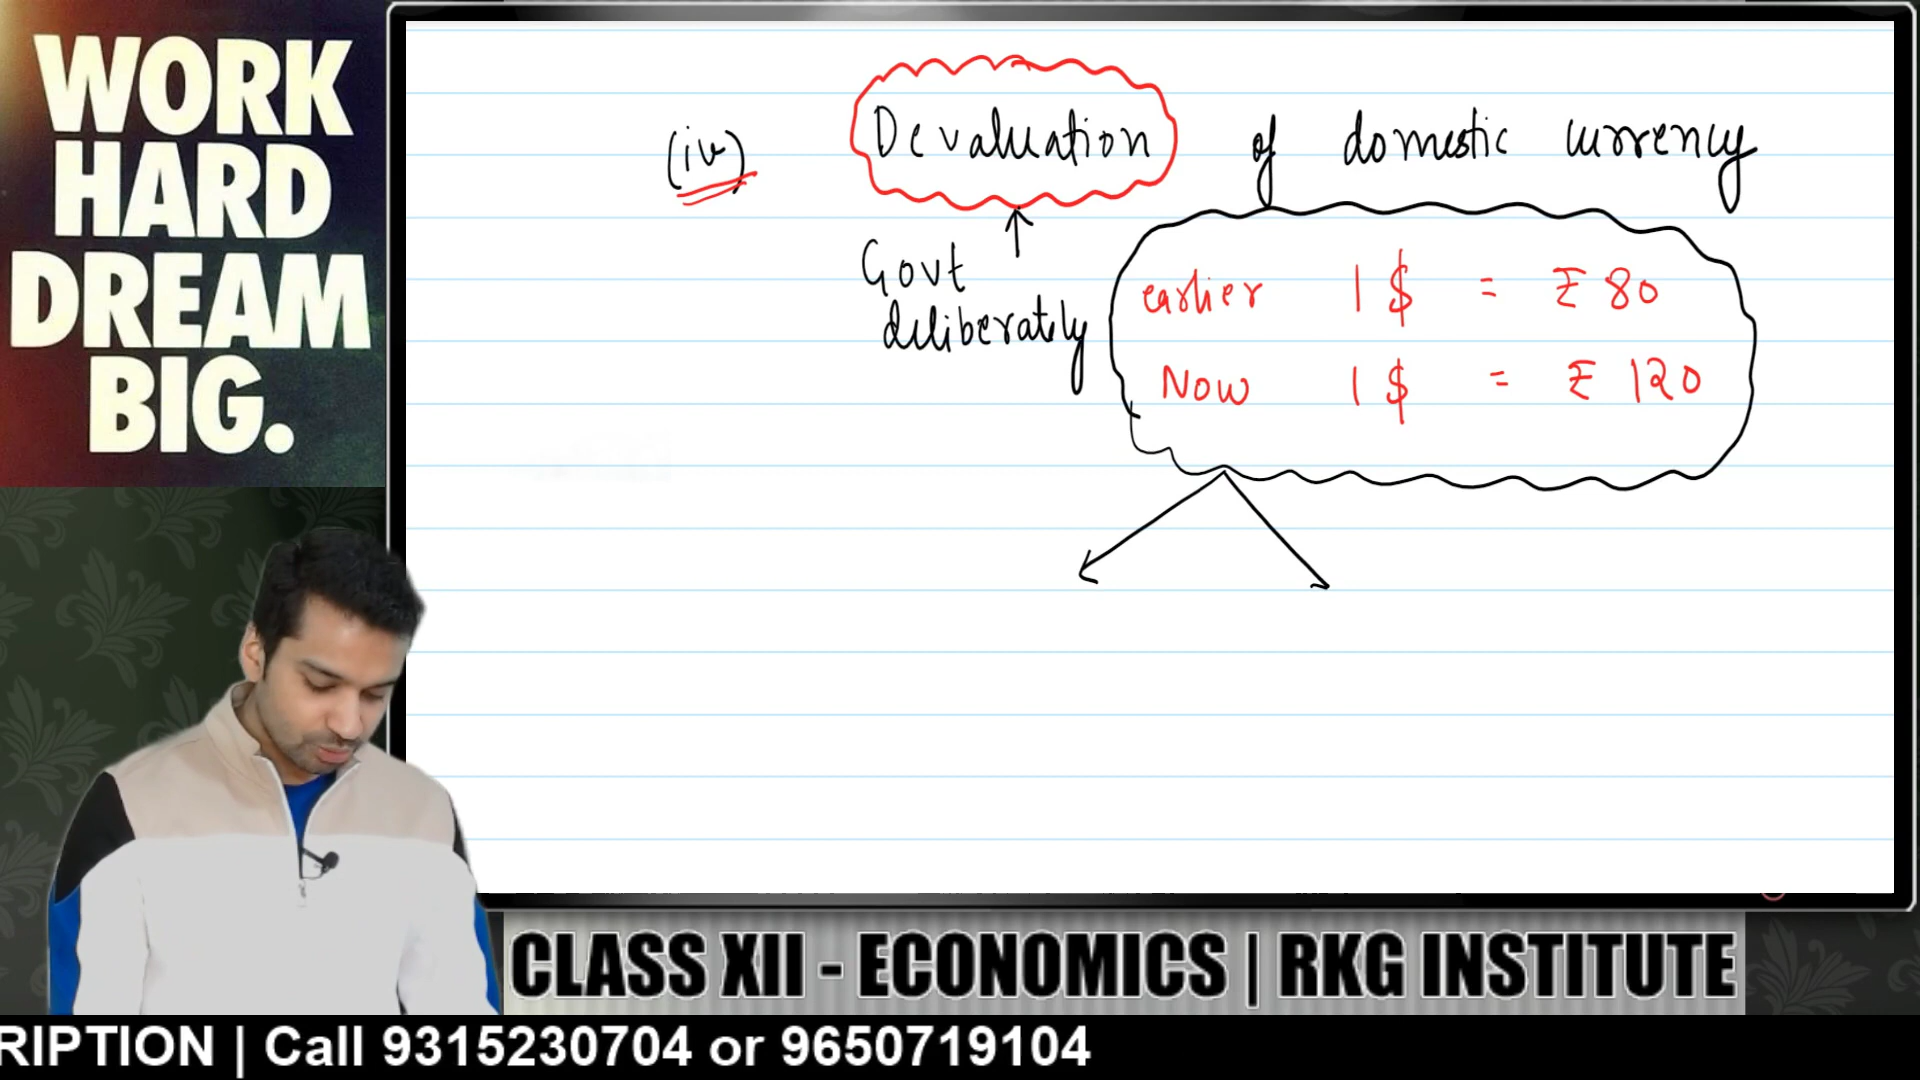 WORK
HARD
DREAM
BIG.
(iv) Devaluation of domestic currency
Govt
deliberately
earlier 1 $ = ₹ 80
Now 1 $ = ₹ 120
CLASS XII - ECONOMICS | RKG INSTITUTE
RIPTION | Call 9315230704 or 9650719104